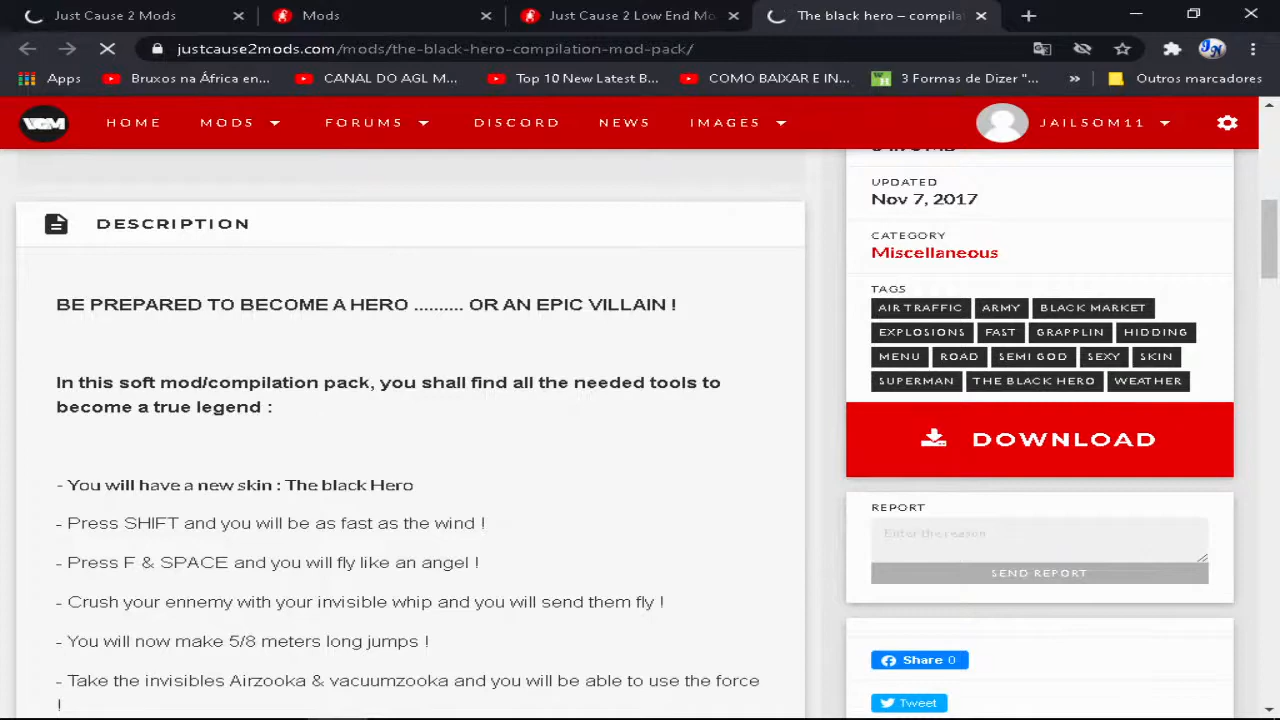 Just Cause 2 Mods
Mods
Just Cause 2 Low End Mo
The black hero – compila
justcause2mods.com/mods/the-black-hero-compilation-mod-pack/
Apps
Bruxos na África en...
CANAL DO AGL M...
Top 10 New Latest B...
COMO BAIXAR E IN...
3 Formas de Dizer "...
Outros marcadores
HOME
MODS
FORUMS
DISCORD
NEWS
IMAGES
JAILSOM11
DESCRIPTION
BE PREPARED TO BECOME A HERO ......... OR AN EPIC VILLAIN !
In this soft mod/compilation pack, you shall find all the needed tools to
become a true legend :
- You will have a new skin : The black Hero
- Press SHIFT and you will be as fast as the wind !
- Press F & SPACE and you will fly like an angel !
- Crush your ennemy with your invisible whip and you will send them fly !
- You will now make 5/8 meters long jumps !
- Take the invisibles Airzooka & vacuumzooka and you will be able to use the force
!
UPDATED
Nov 7, 2017
CATEGORY
Miscellaneous
TAGS
AIR TRAFFIC ARMY BLACK MARKET
EXPLOSIONS FAST GRAPPLIN HIDDING
MENU ROAD SEMI GOD SEXY SKIN
SUPERMAN THE BLACK HERO WEATHER
DOWNLOAD
REPORT
Enter the reason
SEND REPORT
Share 0
Tweet